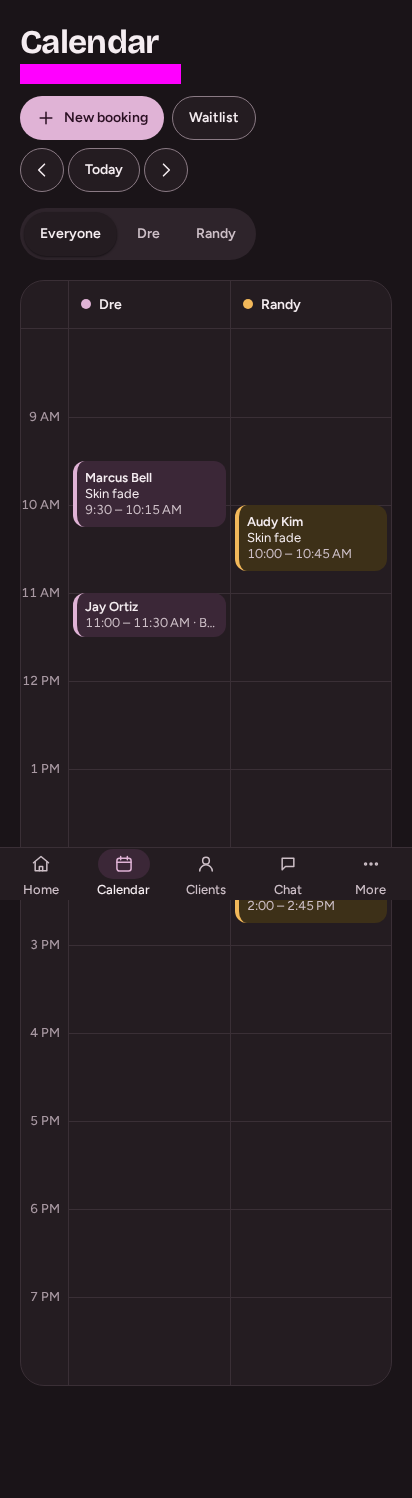 Calendar
New booking
Waitlist
Today
Everyone
Dre
Randy
Dre
Randy
9 AM
Marcus Bell
Skin fade
9:30 – 10:15 AM
10 AM
Audy Kim
Skin fade
10:00 – 10:45 AM
11 AM
Jay Ortiz
11:00 – 11:30 AM · B...
12 PM
1 PM
Home
Calendar
Clients
Chat
More
2:00 – 2:45 PM
3 PM
4 PM
5 PM
6 PM
7 PM